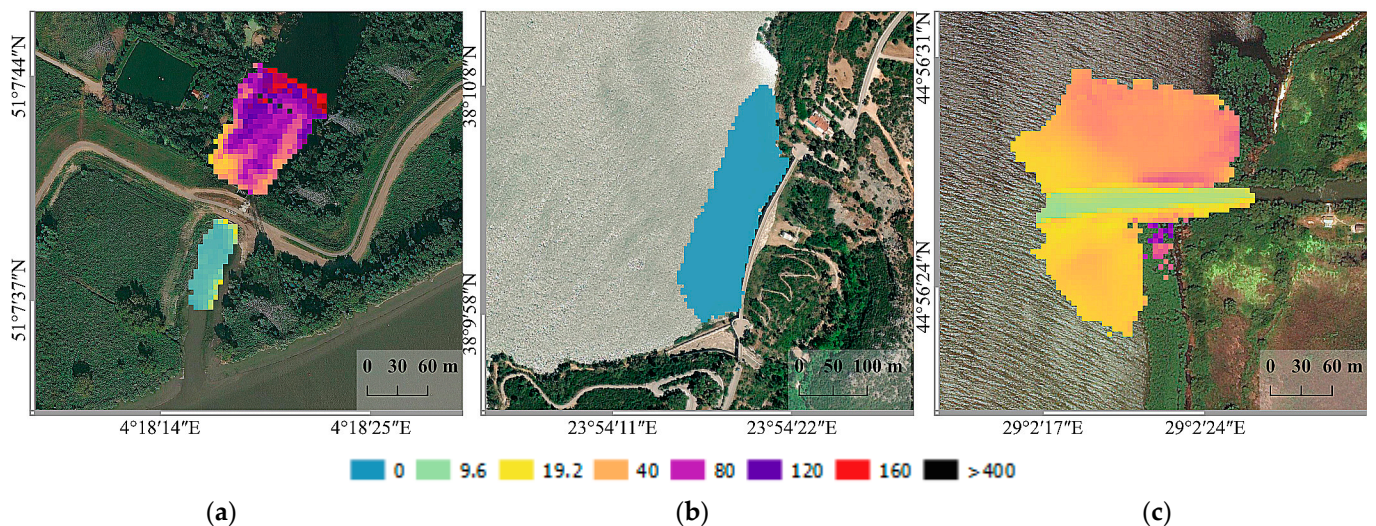 51°7′44″N
51°7′37″N
0 30 60 m
4°18′14″E
4°18′25″E
38°10′8″N
38°9′58″N
0 50 100 m
23°54′11″E
23°54′22″E
44°56′31″N
44°56′24″N
0 30 60 m
29°2′17″E
29°2′24″E
0 9.6 19.2 40 80 120 160 >400
(a) (b) (c)